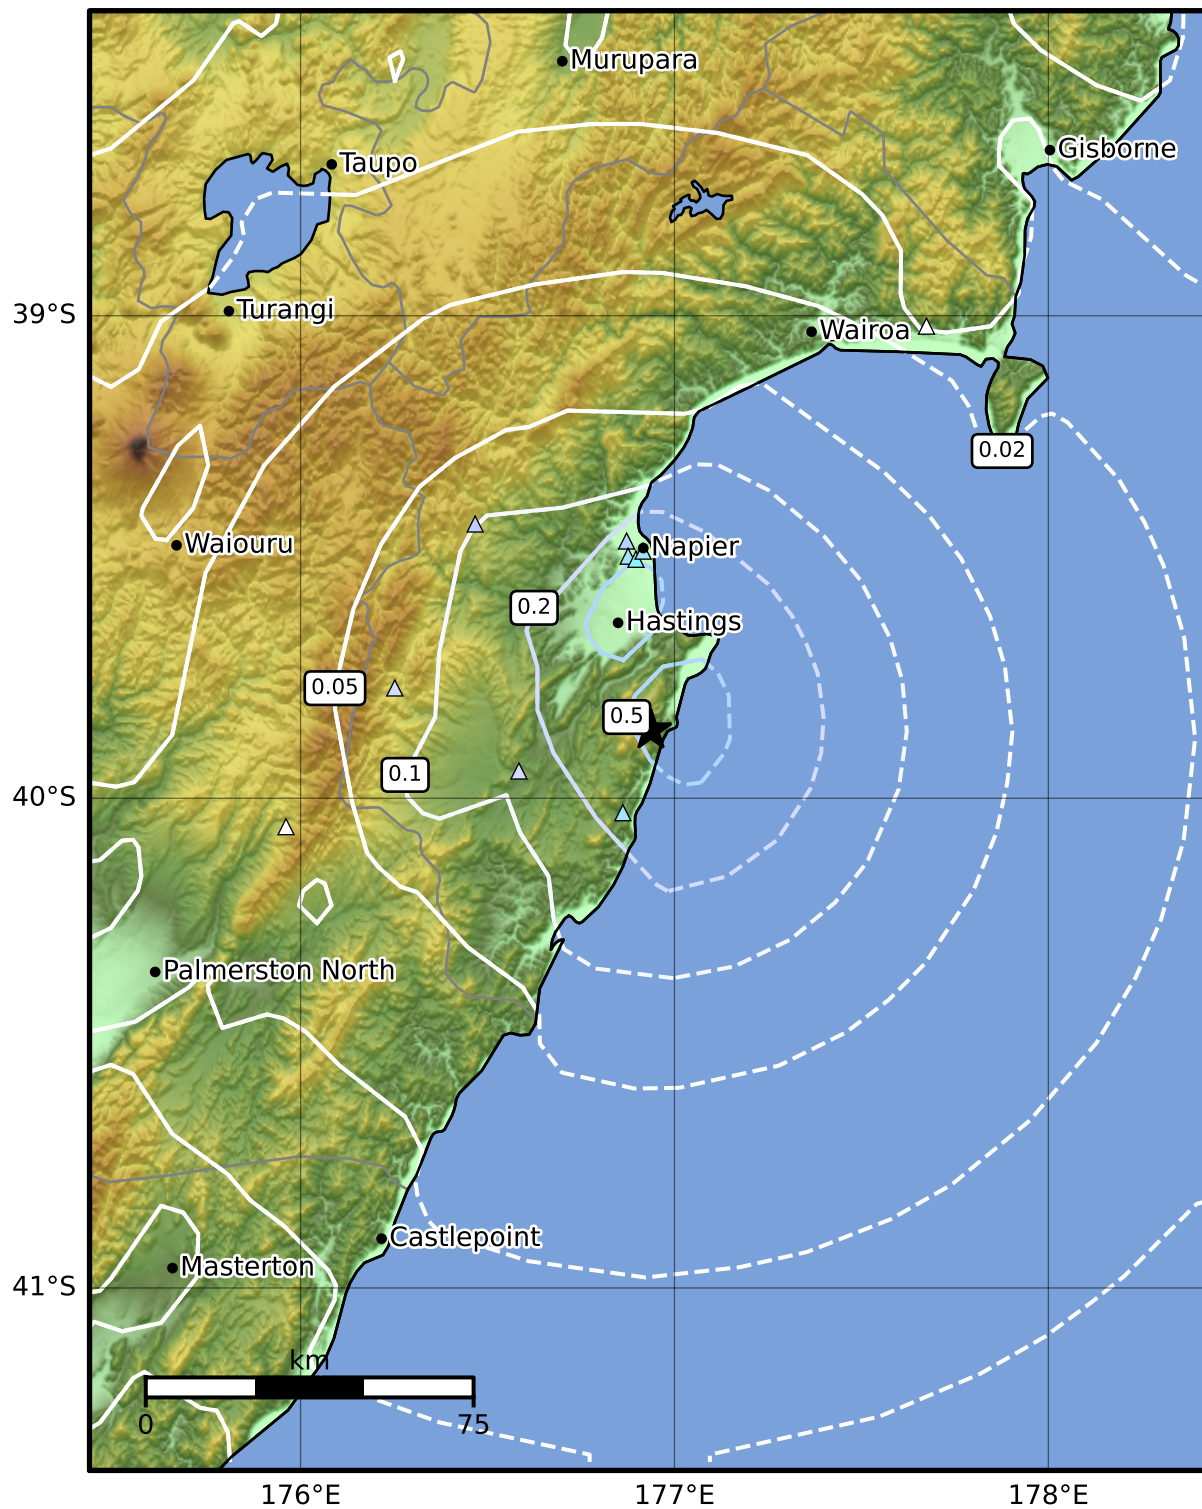 Murupara
Gisborne
Taupo
39°S
Turangi
Wairoa
0.02
Waiouru
Napier
0.2
Hastings
0.05
0.5
0.1
40°S
Palmerston North
Castlepoint
Masterton
41°S
km
0
75
176°E
177°E
178°E